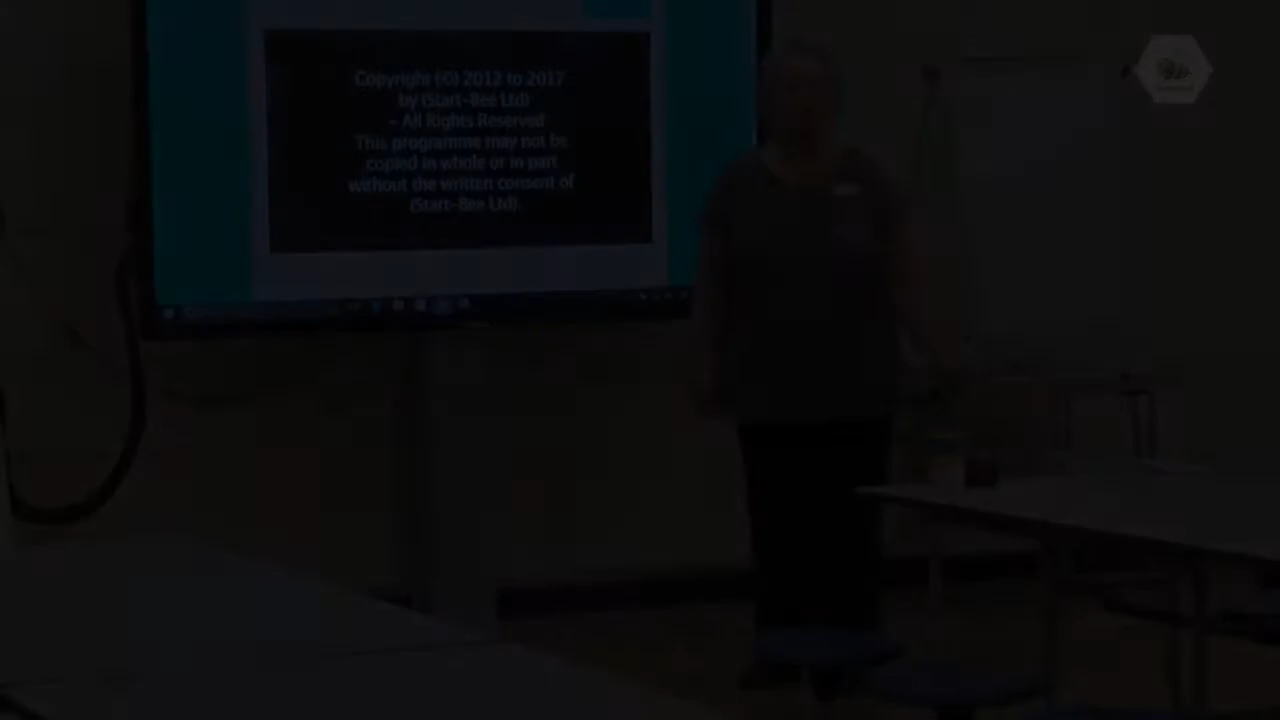 Copyright (©) 2012 to 2017
by (Start-Bee Ltd)
- All Rights Reserved
This programme may not be
copied in whole or in part
without the written consent of
(Start-Bee Ltd).